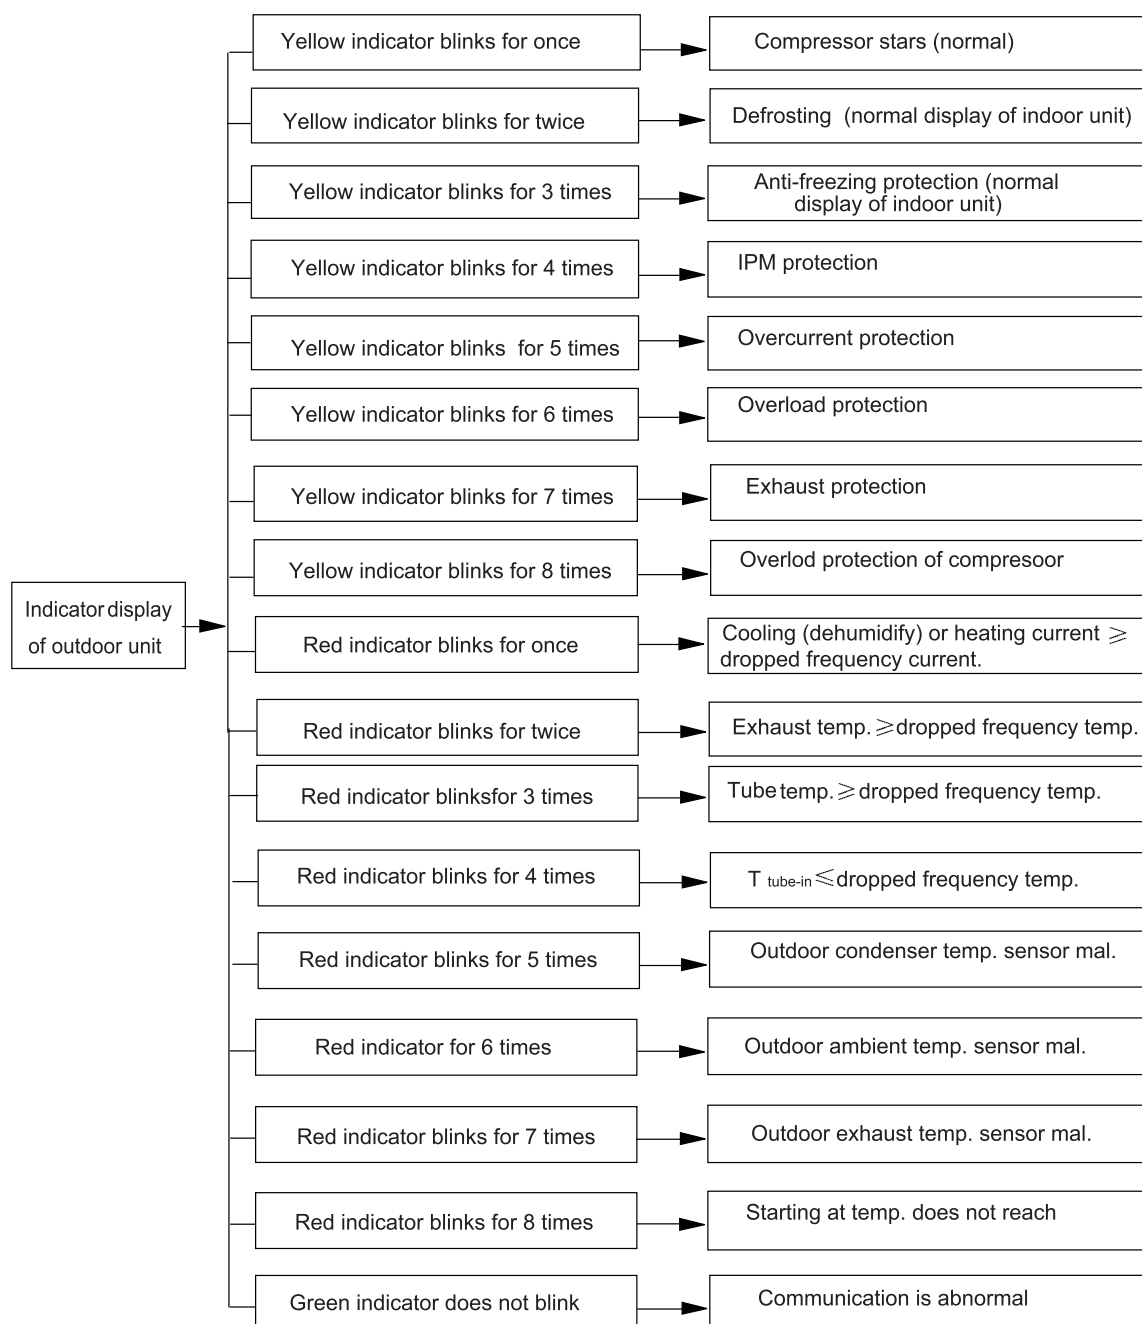 Yellow indicator blinks for once
Compressor stars (normal)
Yellow indicator blinks for twice
Defrosting (normal display of indoor unit)
Yellow indicator blinks for 3 times
Anti-freezing protection (normal
display of indoor unit)
Yellow indicator blinks for 4 times
IPM protection
Yellow indicator blinks for 5 times
Overcurrent protection
Yellow indicator blinks for 6 times
Overload protection
Yellow indicator blinks for 7 times
Exhaust protection
Yellow indicator blinks for 8 times
Overlod protection of compresoor
Indicator display
of outdoor unit
Red indicator blinks for once
Cooling (dehumidify) or heating current ≥
dropped frequency current.
Red indicator blinks for twice
Exhaust temp. ≥dropped frequency temp.
Red indicator blinksfor 3 times
Tube temp. ≥ dropped frequency temp.
Red indicator blinks for 4 times
T tube-in ≤dropped frequency temp.
Red indicator blinks for 5 times
Outdoor condenser temp. sensor mal.
Red indicator for 6 times
Outdoor ambient temp. sensor mal.
Red indicator blinks for 7 times
Outdoor exhaust temp. sensor mal.
Red indicator blinks for 8 times
Starting at temp. does not reach
Green indicator does not blink
Communication is abnormal